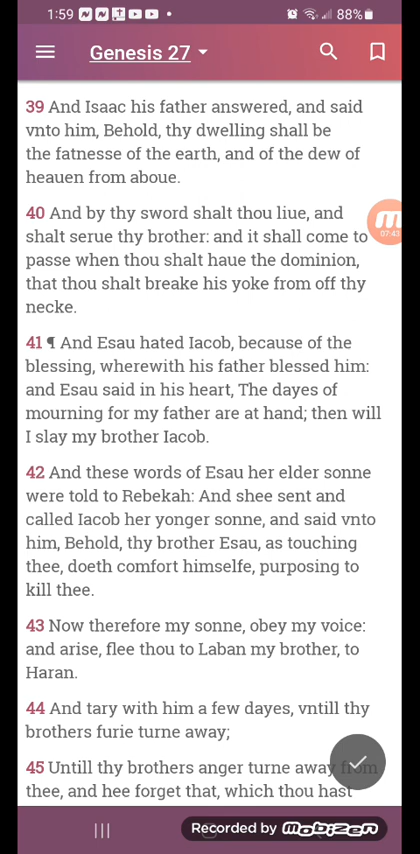 1:59
88%
Genesis 27
39 And Isaac his father answered, and said
vnto him, Behold, thy dwelling shall be
the fatnesse of the earth, and of the dew of
heauen from aboue.
40 And by thy sword shalt thou liue, and
shalt serue thy brother: and it shall come to
passe when thou shalt haue the dominion,
that thou shalt breake his yoke from off thy
necke.
07:43
41 ¶ And Esau hated Iacob, because of the
blessing, wherewith his father blessed him:
and Esau said in his heart, The dayes of
mourning for my father are at hand; then will
I slay my brother Iacob.
42 And these words of Esau her elder sonne
were told to Rebekah: And shee sent and
called Iacob her yonger sonne, and said vnto
him, Behold, thy brother Esau, as touching
thee, doeth comfort himselfe, purposing to
kill thee.
43 Now therefore my sonne, obey my voice:
and arise, flee thou to Laban my brother, to
Haran.
44 And tary with him a few dayes, vntill thy
brothers furie turne away;
45 Untill thy brothers anger turne away from
thee, and hee forget that, which thou hast
Recorded by mobizen